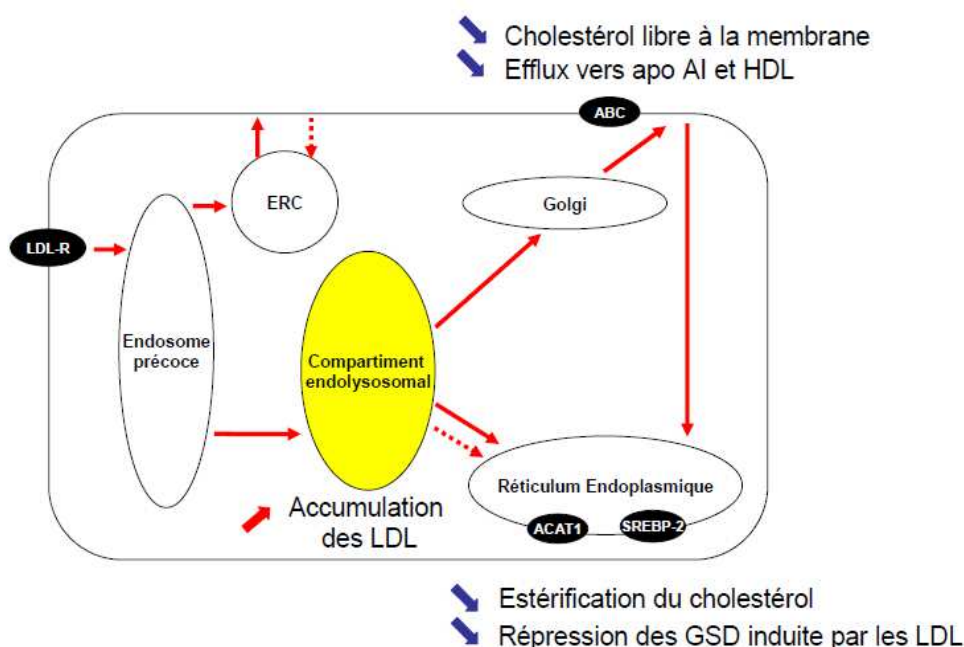 Cholestérol libre à la membrane
Efflux vers apo AI et HDL
ABC
ERC
Golgi
LDL-R
Endosome
précoce
Compartiment
endolysosomal
Réticulum Endoplasmique
ACAT1
SREBP-2
Accumulation
des LDL
Estérification du cholestérol
Répression des GSD induite par les LDL